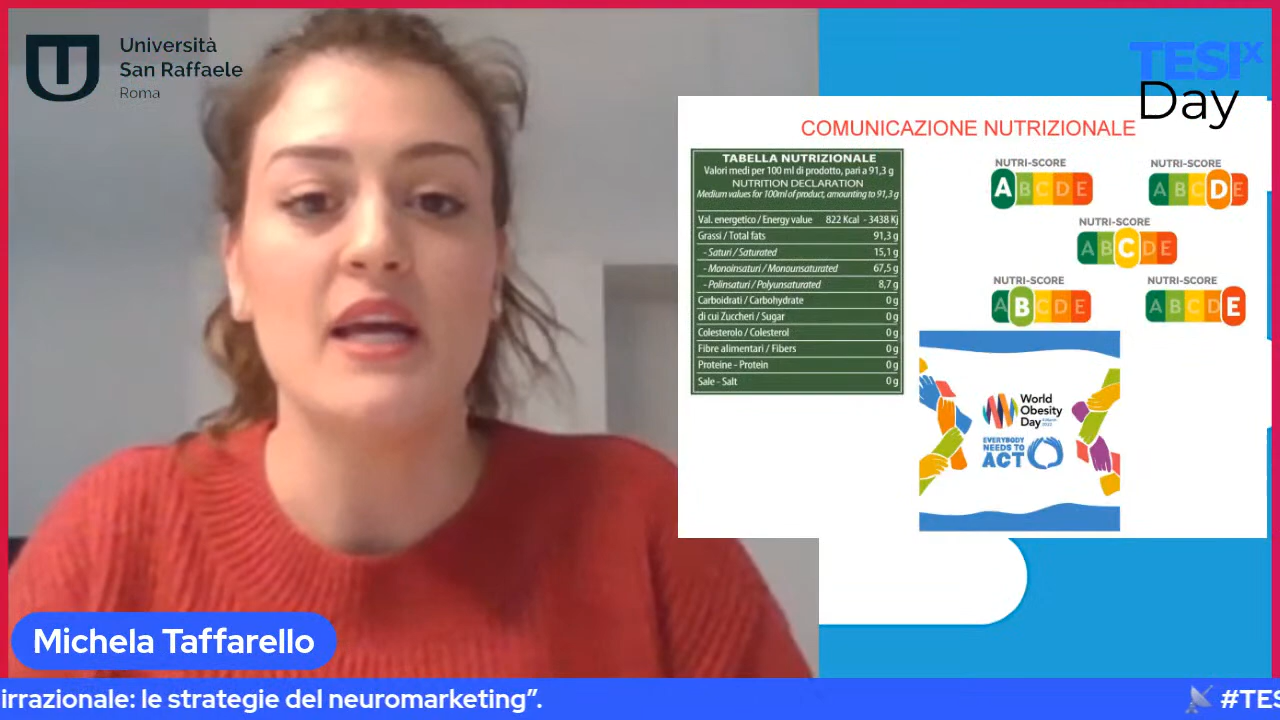 Università
San Raffaele
Roma
TESIx
Day
COMUNICAZIONE NUTRIZIONALE
TABELLA NUTRIZIONALE
Valori medi per 100 ml di prodotto, pari a 91,3 g
NUTRITION DECLARATION
Medium values for 100ml of product, amounting to 91,3 g
Val. energetico / Energy value 822 Kcal - 3438 Kj
Grassi / Total fats 91,3 g
- Saturi / Saturated 15,1 g
- Monoinsaturi / Monounsaturated 67,5 g
- Polinsaturi / Polyunsaturated 8,7 g
Carboidrati / Carbohydrate 0 g
di cui Zuccheri / Sugar 0 g
Colesterolo / Colesterol 0 g
Fibre alimentari / Fibers 0 g
Proteine - Protein 0 g
Sale - Salt 0 g
NUTRI-SCORE
A B C D E
NUTRI-SCORE
A B C D E
NUTRI-SCORE
A B C D E
NUTRI-SCORE
A B C D E
NUTRI-SCORE
A B C D E
World
Obesity
Day
EVERYBODY
NEEDS TO
ACT
Michela Taffarello
irrazionale: le strategie del neuromarketing”.
#TES